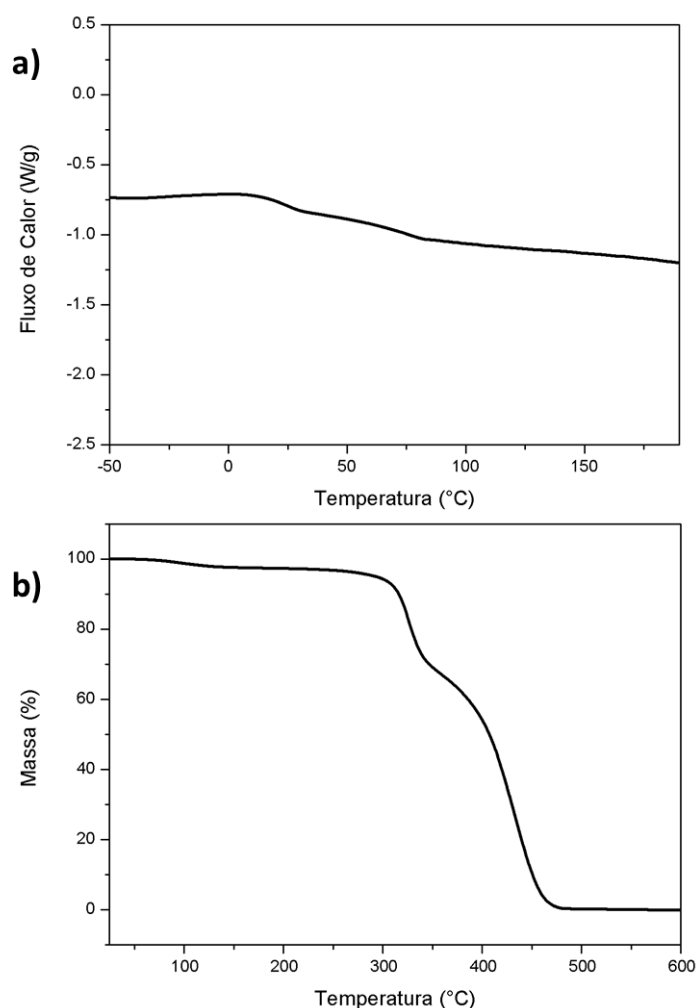 a)
Fluxo de Calor (W/g)
0.5
0.0
-0.5
-1.0
-1.5
-2.0
-2.5
-50 0 50 100 150
Temperatura (°C)
b)
Massa (%)
100
80
60
40
20
0
100 200 300 400 500 600
Temperatura (°C)